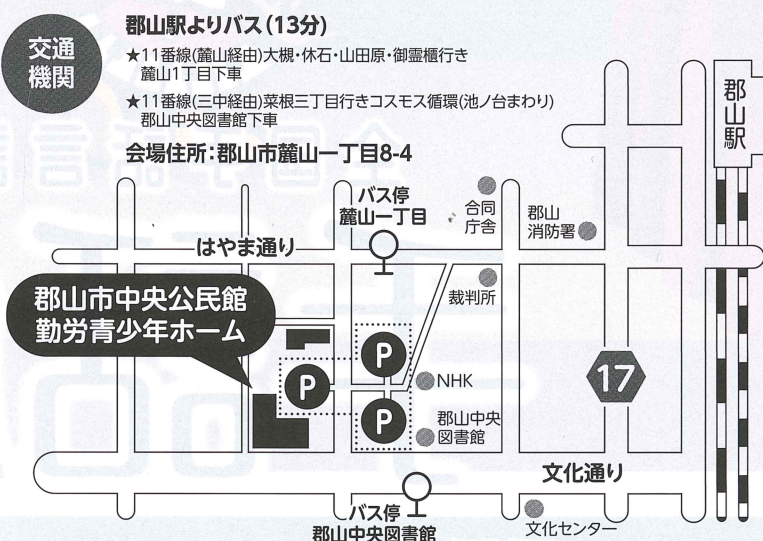 交通
機関
郡山駅よりバス(13分)
★11番線(麓山経由)大槻・休石・山田原・御霊櫃行き
麓山1丁目下車
★11番線(三中経由)菜根三丁目行きコスモス循環(池ノ台まわり)
郡山中央図書館下車
会場住所:郡山市麓山一丁目8-4
郡山駅
バス停
麓山一丁目
合同
庁舎
郡山
消防署
はやま通り
裁判所
郡山市中央公民館
勤労青少年ホーム
P
P
P
NHK
17
郡山中央
図書館
文化通り
バス停
郡山中央図書館
文化センター